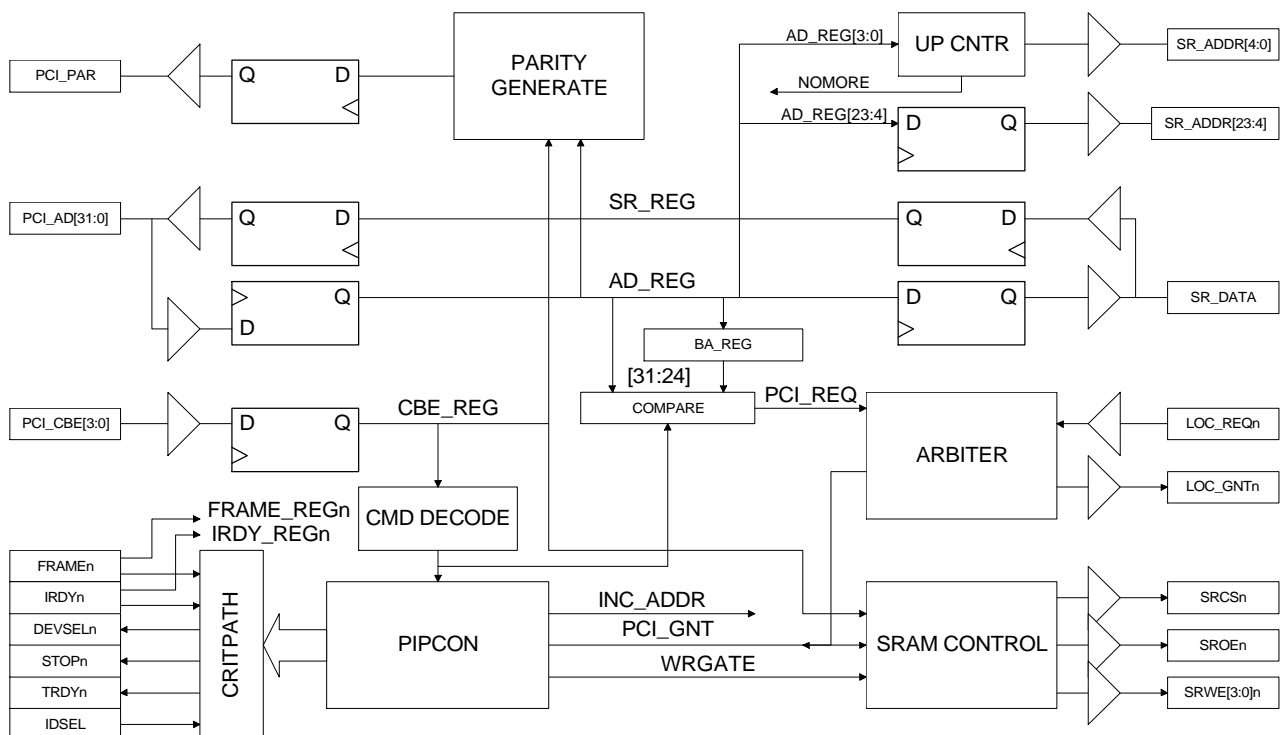 AD_REG[3:0]
UP CNTR
SR_ADDR[4:0]
PCI_PAR
Q
D
PARITY
GENERATE
NOMORE
AD_REG[23:4]
D
Q
SR_ADDR[23:4]
PCI_AD[31:0]
Q
D
SR_REG
Q
D
AD_REG
Q
D
D
Q
SR_DATA
BA_REG
[31:24]
COMPARE
PCI_REQ
PCI_CBE[3:0]
D
Q
CBE_REG
ARBITER
LOC_REQn
LOC_GNTn
CMD DECODE
FRAME_REGn
IRDY_REGn
FRAMEn
IRDYn
DEVSELn
STOPn
TRDYn
IDSEL
CRITPATH
PIPCON
INC_ADDR
PCI_GNT
WRGATE
SRAM CONTROL
SRCSn
SROEn
SRWE[3:0]n